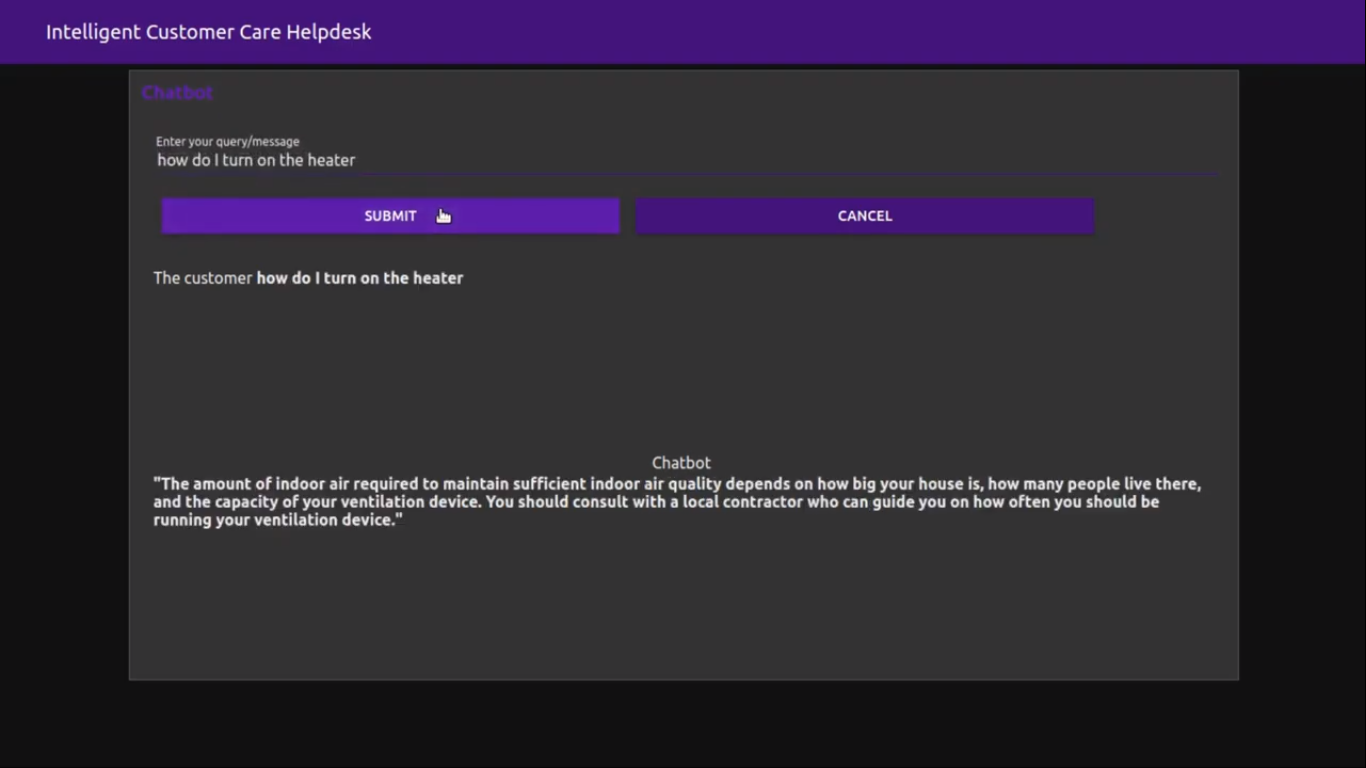 Intelligent Customer Care Helpdesk
Chatbot
Enter your query/message
how do I turn on the heater
SUBMIT
CANCEL
The customer how do I turn on the heater
Chatbot
"The amount of indoor air required to maintain sufficient indoor air quality depends on how big your house is, how many people live there,
and the capacity of your ventilation device. You should consult with a local contractor who can guide you on how often you should be
running your ventilation device."